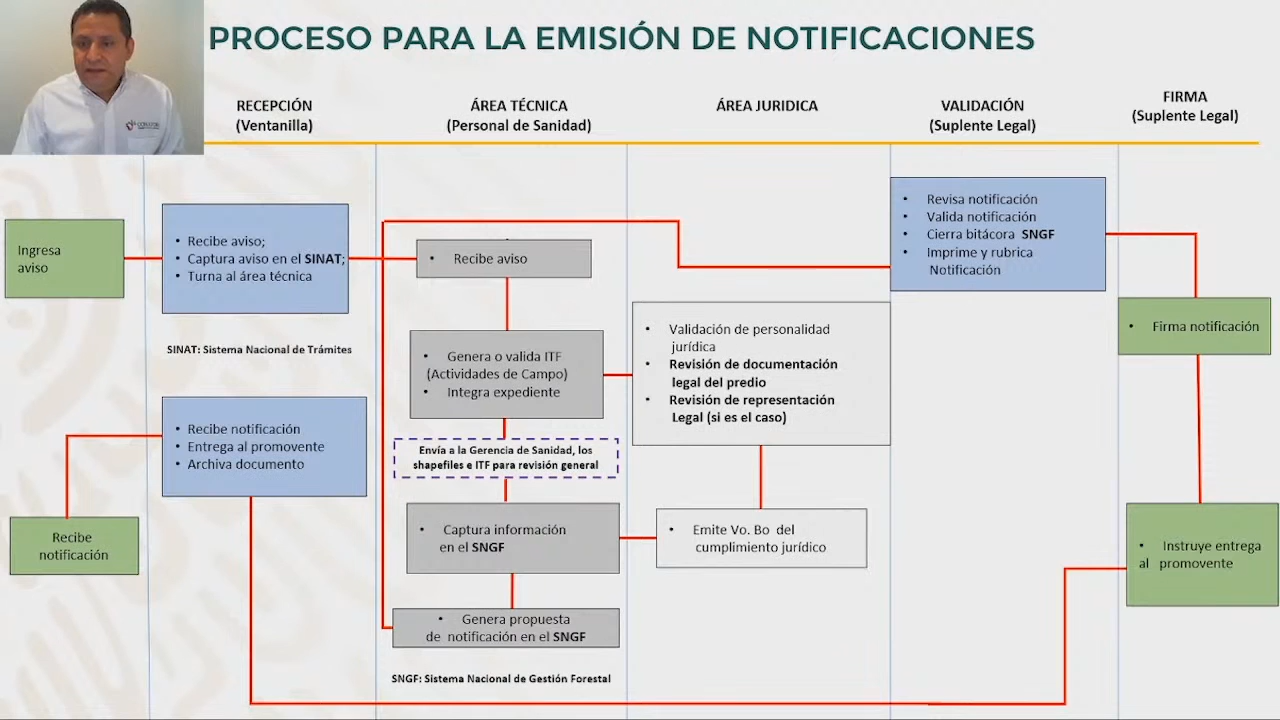 PROCESO PARA LA EMISIÓN DE NOTIFICACIONES
RECEPCIÓN
(Ventanilla)
ÁREA TÉCNICA
(Personal de Sanidad)
ÁREA JURIDICA
VALIDACIÓN
(Suplente Legal)
FIRMA
(Suplente Legal)
Ingresa
aviso
• Recibe aviso;
• Captura aviso en el SINAT;
• Turna al área técnica
SINAT: Sistema Nacional de Trámites
• Recibe notificación
• Entrega al promovente
• Archiva documento
Recibe
notificación
• Recibe aviso
• Genera o valida ITF
(Actividades de Campo)
• Integra expediente
Envía a la Gerencia de Sanidad, los
shapefiles e ITF para revisión general
• Captura información
en el SNGF
• Genera propuesta
de notificación en el SNGF
SNGF: Sistema Nacional de Gestión Forestal
• Validación de personalidad
jurídica
• Revisión de documentación
legal del predio
• Revisión de representación
Legal (si es el caso)
• Emite Vo. Bo del
cumplimiento jurídico
• Revisa notificación
• Valida notificación
• Cierra bitácora SNGF
• Imprime y rubrica
Notificación
• Firma notificación
• Instruye entrega
al promovente